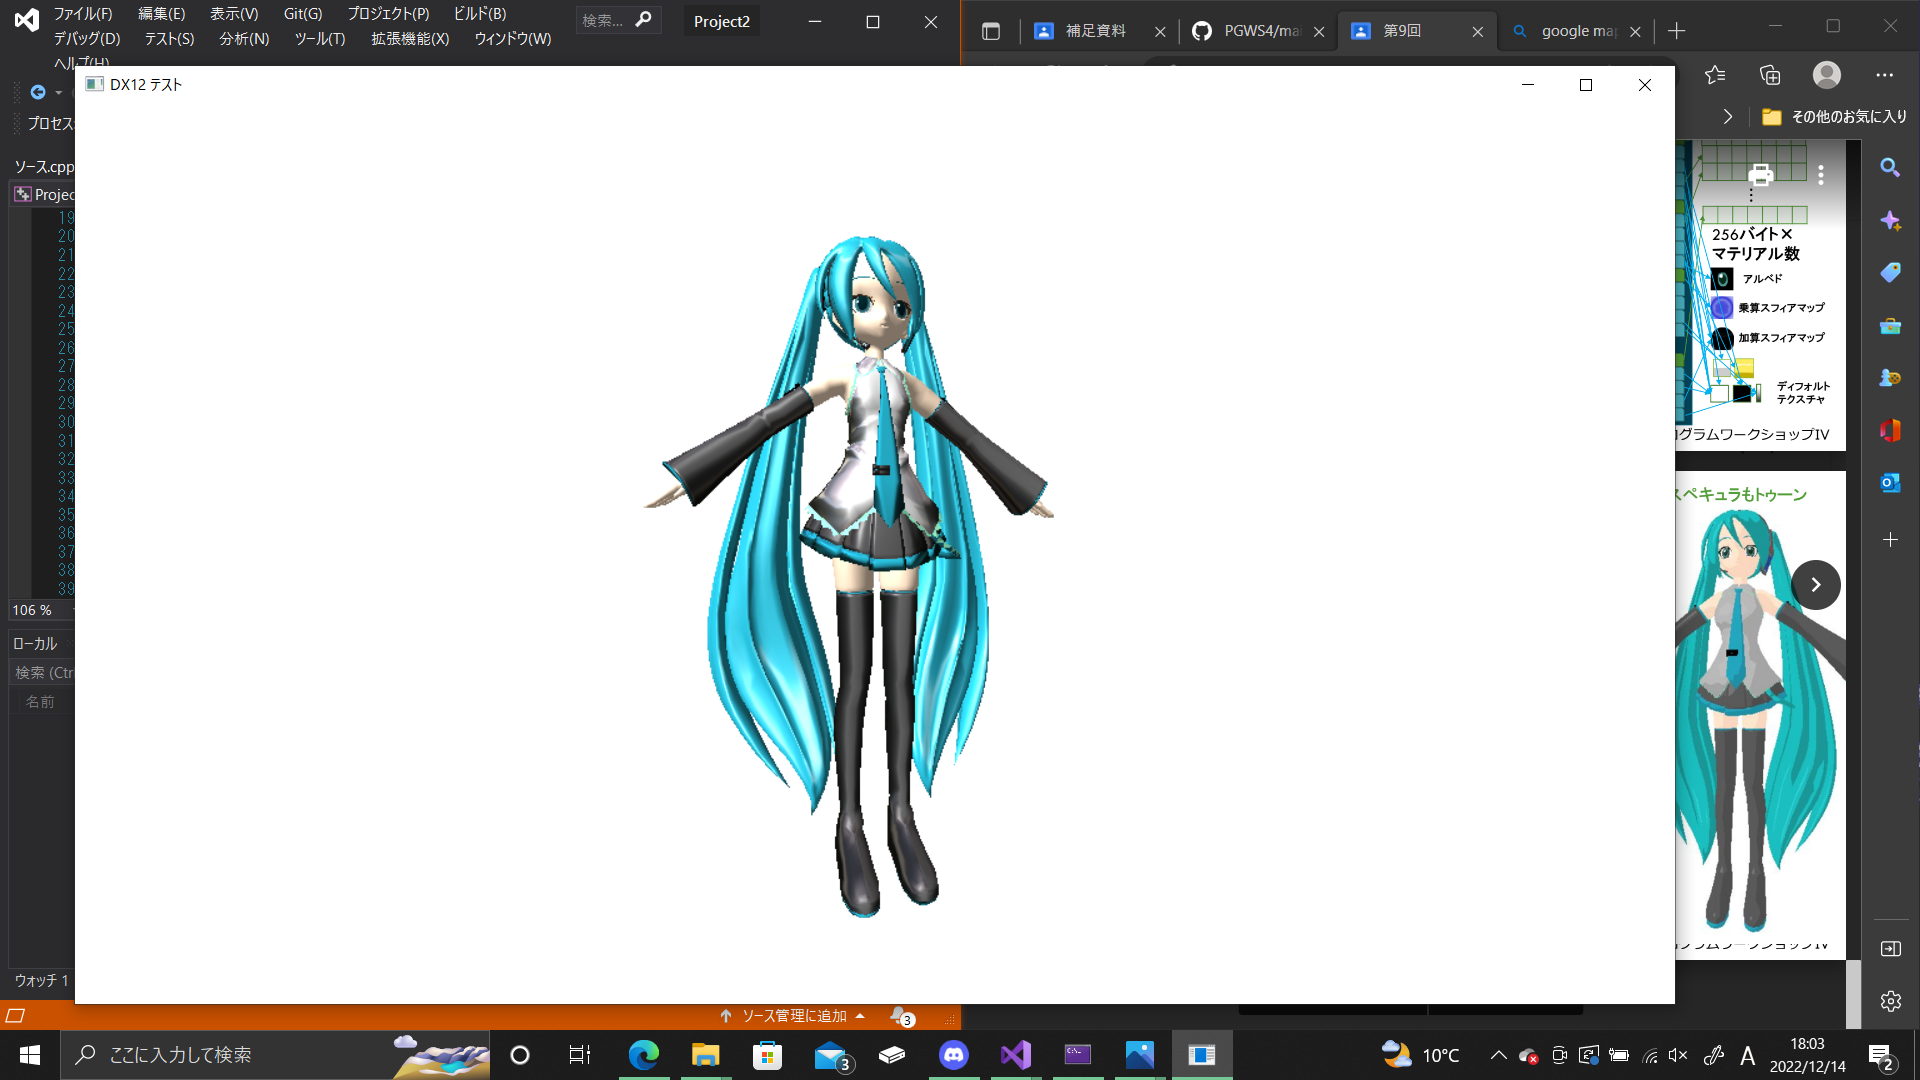 ファイル(F) 編集(E) 表示(V) Git(G) プロジェクト(P) ビルド(B)
デバッグ(D) テスト(S) 分析(N) ツール(T) 拡張機能(X) ウィンドウ(W)
ヘルプ(H)
検索...
Project2
補足資料
PGWS4/ma
第9回
google map
その他のお気に入り
DX12 テスト
プロセス
ソース.cpp
Projec
19
20
21
22
23
24
25
26
27
28
29
30
31
32
33
34
35
36
37
38
39
106 %
ローカル
検索 (Ctr
名前
ウォッチ 1
256バイト×
マテリアル数
アルベド
乗算スフィアマップ
加算スフィアマップ
ディフォルト
テクスチャ
ログラムワークショップIV
スペキュラもトゥーン
ソース管理に追加
3
ここに入力して検索
3
10°C
A
18:03
2022/12/14
2